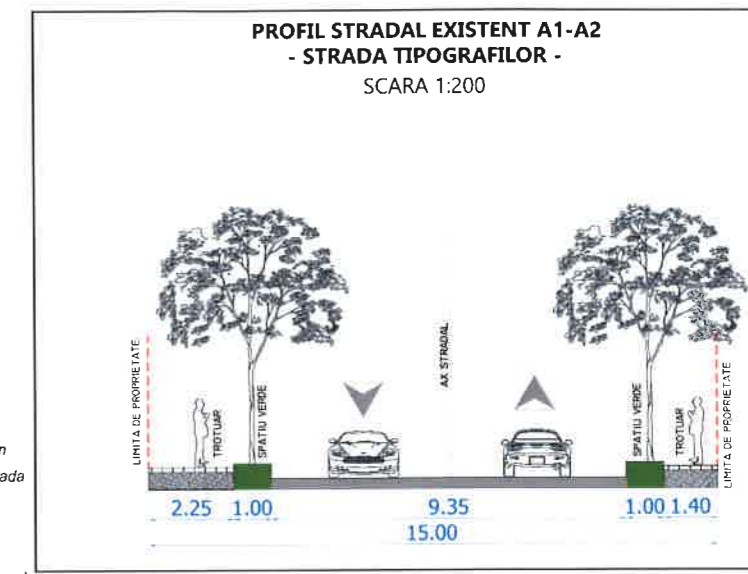 PROFIL STRADAL EXISTENT A1-A2
- STRADA TIPOGRAFILOR -
SCARA 1:200
LIMITA DE PROPRIETATE
TROTUAR
SPATIU VERDE
AX STRADAL
SPATIU VERDE
TROTUAR
LIMITA DE PROPRIETATE
n
ada
2.25 1.00 9.35 1.00 1.40
15.00